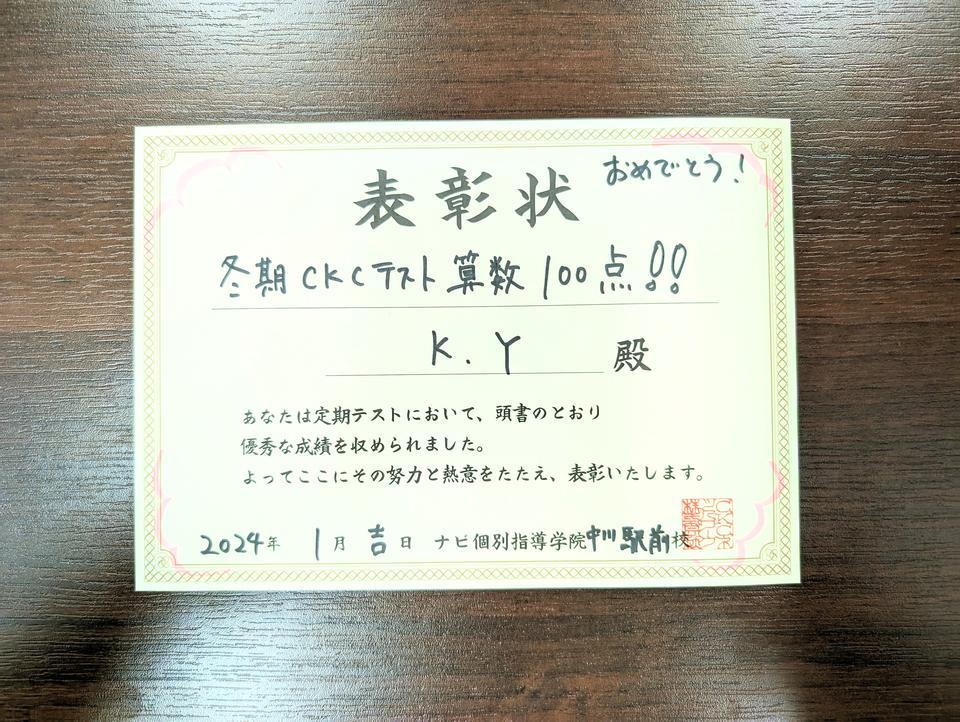 おめでとう!
表彰状
冬期CKCテスト算数100点!!
K.Y 殿
あなたは定期テストにおいて、頭書のとおり
優秀な成績を収められました。
よってここにその努力と熱意をたたえ、表彰いたします。
2024年 1月 吉日 ナビ個別指導学院中川駅前校